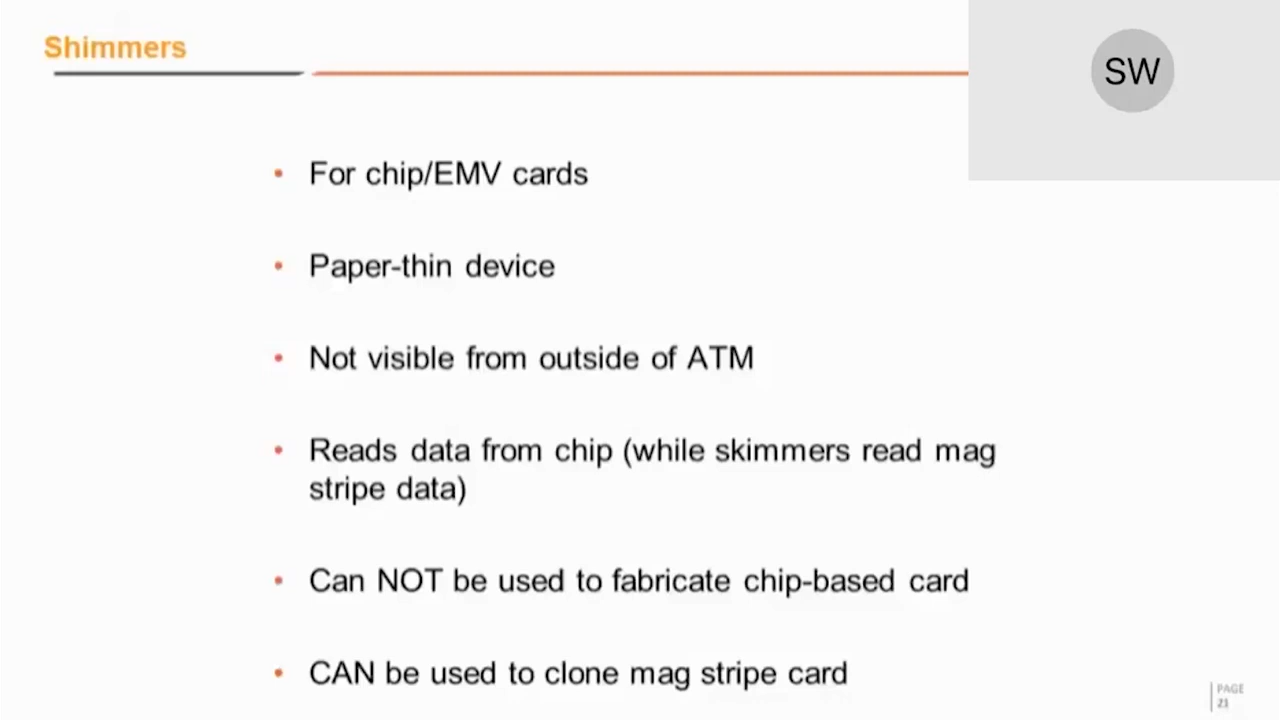 Shimmers
SW
• For chip/EMV cards
• Paper-thin device
• Not visible from outside of ATM
• Reads data from chip (while skimmers read mag
stripe data)
• Can NOT be used to fabricate chip-based card
• CAN be used to clone mag stripe card
PAGE
21